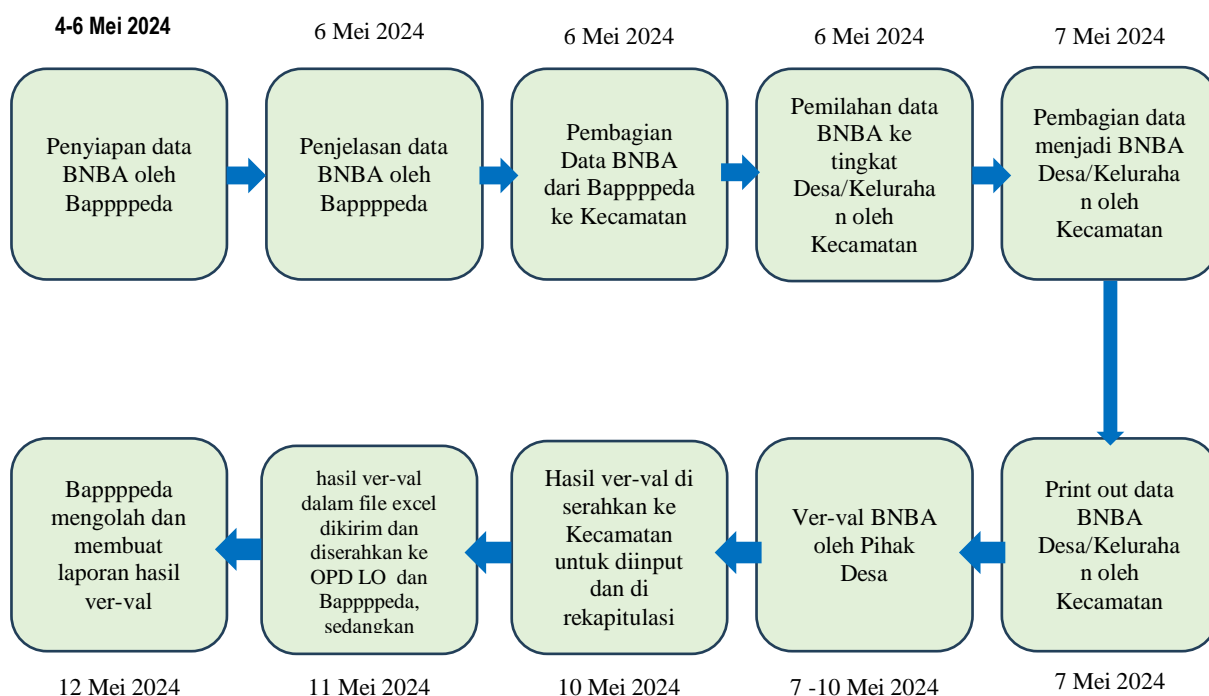 4-6 Mei 2024
6 Mei 2024
6 Mei 2024
6 Mei 2024
7 Mei 2024
Penyiapan data
BNBA oleh
Bappppeda
Penjelasan data
BNBA oleh
Bappppeda
Pembagian
Data BNBA
dari Bappppeda
ke Kecamatan
Pemilahan data
BNBA ke
tingkat
Desa/Kelurahan oleh
Kecamatan
Pembagian data
menjadi BNBA
Desa/Keluraha
n oleh
Kecamatan
Print out data
BNBA
Desa/Keluraha
n oleh
Kecamatan
Ver-val BNBA
oleh Pihak
Desa
Hasil ver-val di
serahkan ke
Kecamatan
untuk diinput
dan di
rekapitulasi
hasil ver-val
dalam file excel
dikirim dan
diserahkan ke
OPD LO dan
Bappppeda,
sedangkan
Bappppeda
mengolah dan
membuat
laporan hasil
ver-val
12 Mei 2024
11 Mei 2024
10 Mei 2024
7 -10 Mei 2024
7 Mei 2024